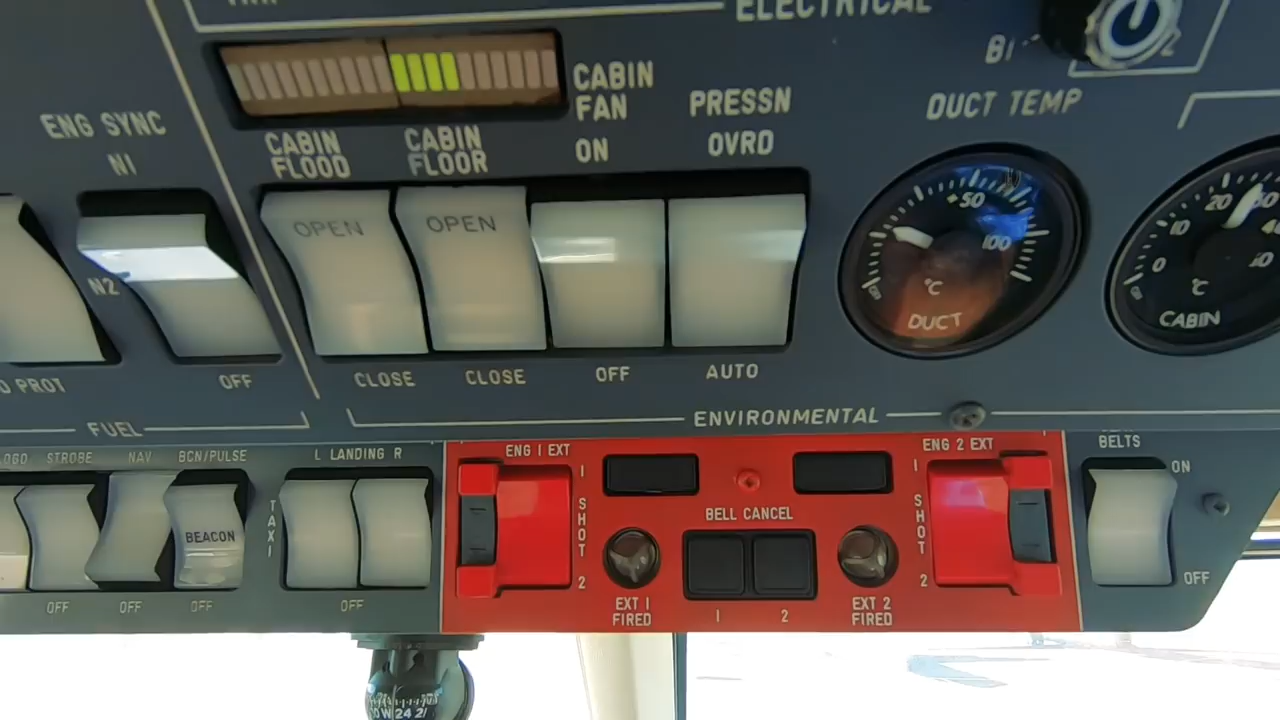 ELECTRICAL
ENG SYNC
N1
N2
OFF
CABIN
FLOOD
CABIN
FLOOR
CABIN
FAN
ON
PRESSN
OVRD
DUCT TEMP
OPEN
OPEN
CLOSE
CLOSE
OFF
AUTO
+50
100
°C
DUCT
0
10
20
°C
CABIN
PROT
FUEL
ENVIRONMENTAL
STROBE
NAV
BCN/PULSE
L LANDING R
BEACON
TAXI
OFF
OFF
OFF
OFF
ENG 1 EXT
1
SHOT
2
EXT 1
FIRED
BELL CANCEL
1 2
ENG 2 EXT
1
SHOT
2
EXT 2
FIRED
BELTS
ON
OFF
W 24